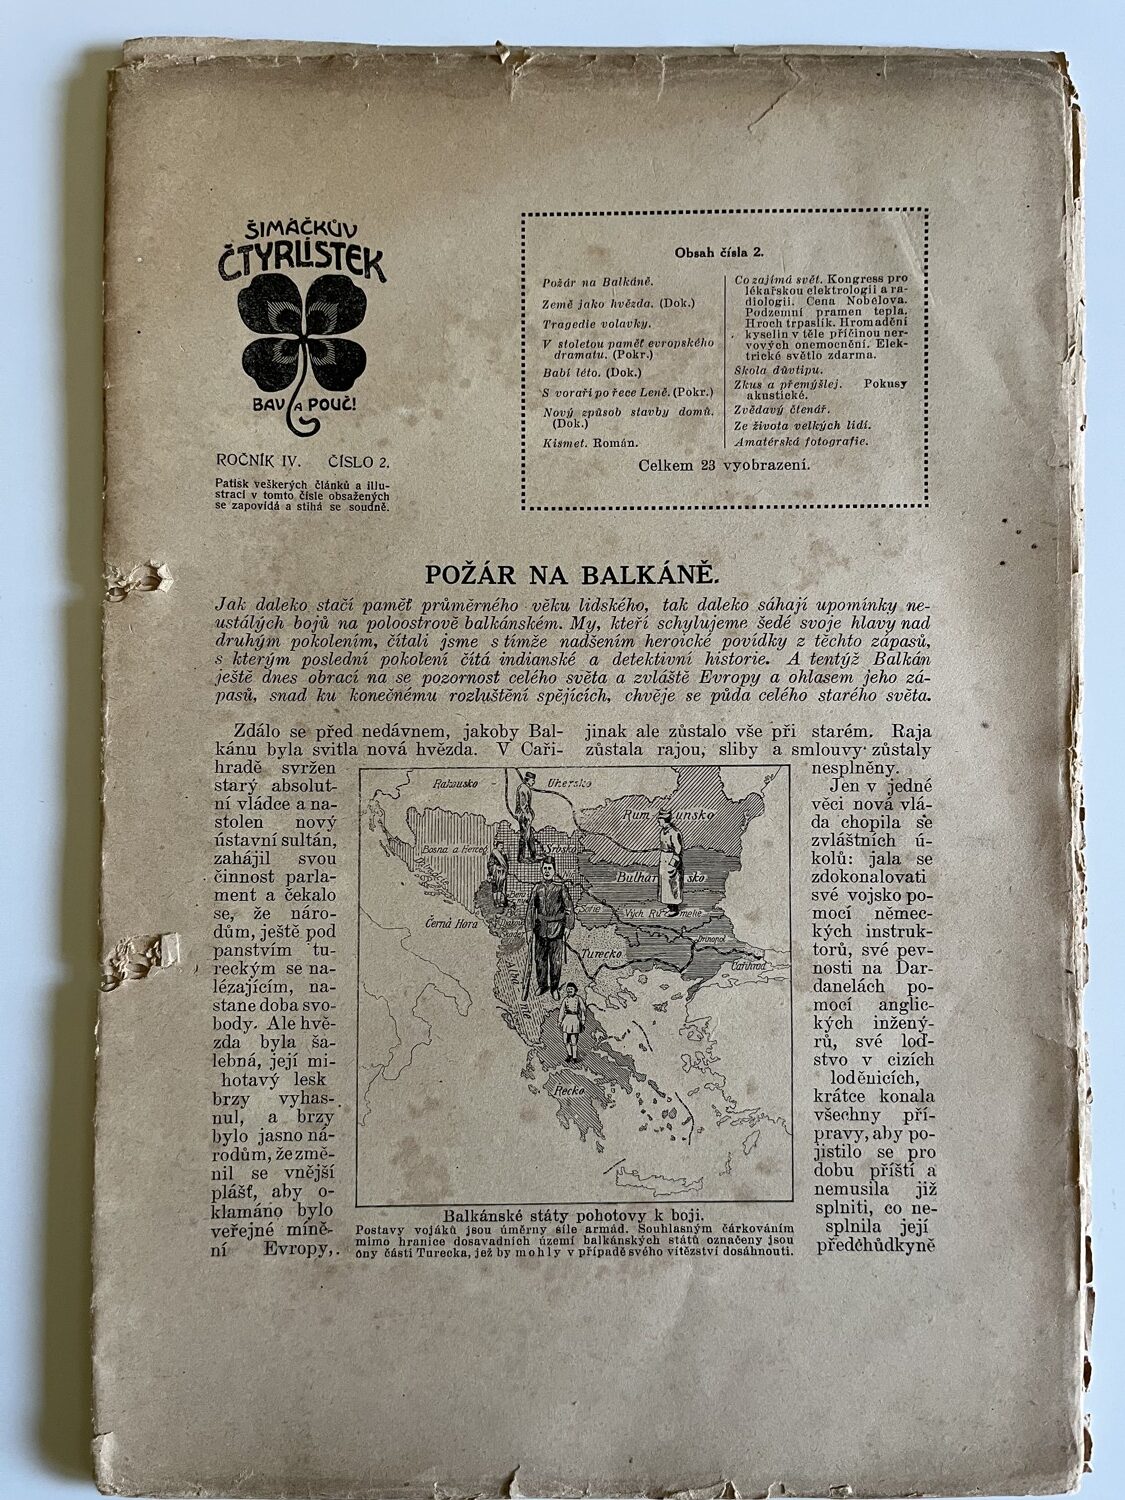 ŠIMÁČKŮV
ČTYRLÍSTEK
BAV A POUČ!
ROČNÍK IV. ČÍSLO 2.
Patisk veškerých článků a illu-
strací v tomto čísle obsažených
se zapovídá a stíhá se soudně.
Obsah čísla 2.
Požár na Balkáně.
Země jako hvězda. (Dok.)
Tragedie volavky.
V stoletou paměť evropského
dramatu. (Pokr.)
Babí léto. (Dok.)
S voraři po řece Leně. (Pokr.)
Nový způsob stavby domů.
(Dok.)
Kismet. Román.
Co zajímá svět. Kongress pro
lékařskou elektrologii a ra-
diologii. Cena Nobelova.
Podzemní pramen tepla.
Hroch trpaslík. Hromadění
kyselin v těle příčinou ner-
vových onemocnění. Elek-
trické světlo zdarma.
Škola důvtipu.
Zkus a přemýšlej. Pokusy
akustické.
Zvědavý čtenář.
Ze života velkých lidí.
Amatérská fotografie.
Celkem 23 vyobrazení.
POŽÁR NA BALKÁNĚ.
Jak daleko stačí paměť průměrného věku lidského, tak daleko sáhají upomínky ne-
ustálých bojů na poloostrově balkánském. My, kteří schylujeme šedé svoje hlavy nad
druhým pokolením, čítali jsme s tímže nadšením heroické povídky z těchto zápasů,
s kterým poslední pokolení čítá indianské a detektivní historie. A tentýž Balkán
ještě dnes obrací na se pozornost celého světa a zvláště Evropy a ohlasem jeho zá-
pasů, snad ku konečnému rozluštění spějících, chvěje se půda celého starého světa.
Zdálo se před nedávnem, jakoby Bal-
kánu byla svitla nová hvězda. V Caři-
hradě svržen
starý absolut-
ní vládce a na-
stolen nový
ústavní sultán,
zahájil svou
činnost parla-
ment a čekalo
se, že náro-
dům, ještě pod
panstvím tu-
reckým se na-
lézajícím, na-
stane doba svo-
body. Ale hvě-
zda byla ša-
lebná, její mi-
hotavý lesk
brzy vyhas-
nul, a brzy
bylo jasno ná-
rodům, že změ-
nil se vnější
plášť, aby o-
klamáno bylo
veřejné míně-
ní Evropy,
jinak ale zůstalo vše při starém. Raja
zůstala rajou, sliby a smlouvy zůstaly
nesplněny.
Jen v jedné
věci nová vlá-
da chopila se
zvláštních ú-
kolů: jala se
zdokonalovati
své vojsko po-
mocí němec-
kých instruk-
torů, své pev-
nosti na Dar-
danelách po-
mocí anglic-
kých inžený-
rů, své loď-
stvo v cizích
loděnicích,
krátce konala
všechny pří-
pravy, aby po-
jistilo se pro
dobu příští a
nemusila již
splniti, co ne-
splnila její
předchůdkyně
Rakousko - Uhersko
Rumunsko
Bosna a Herceg
Srbsko
Bulharsko
Sofie
Vých. Rumelie
Černá Hora
Turecko
Drinopol
Cařihrad
Řecko
Balkánské státy pohotovy k boji.
Postavy vojáků jsou úměrny síle armád. Souhlasným čárkováním
mimo hranice dosavadních území balkánských států označeny jsou
ony části Turecka, jež by mohly v případě svého vítězství dosáhnouti.